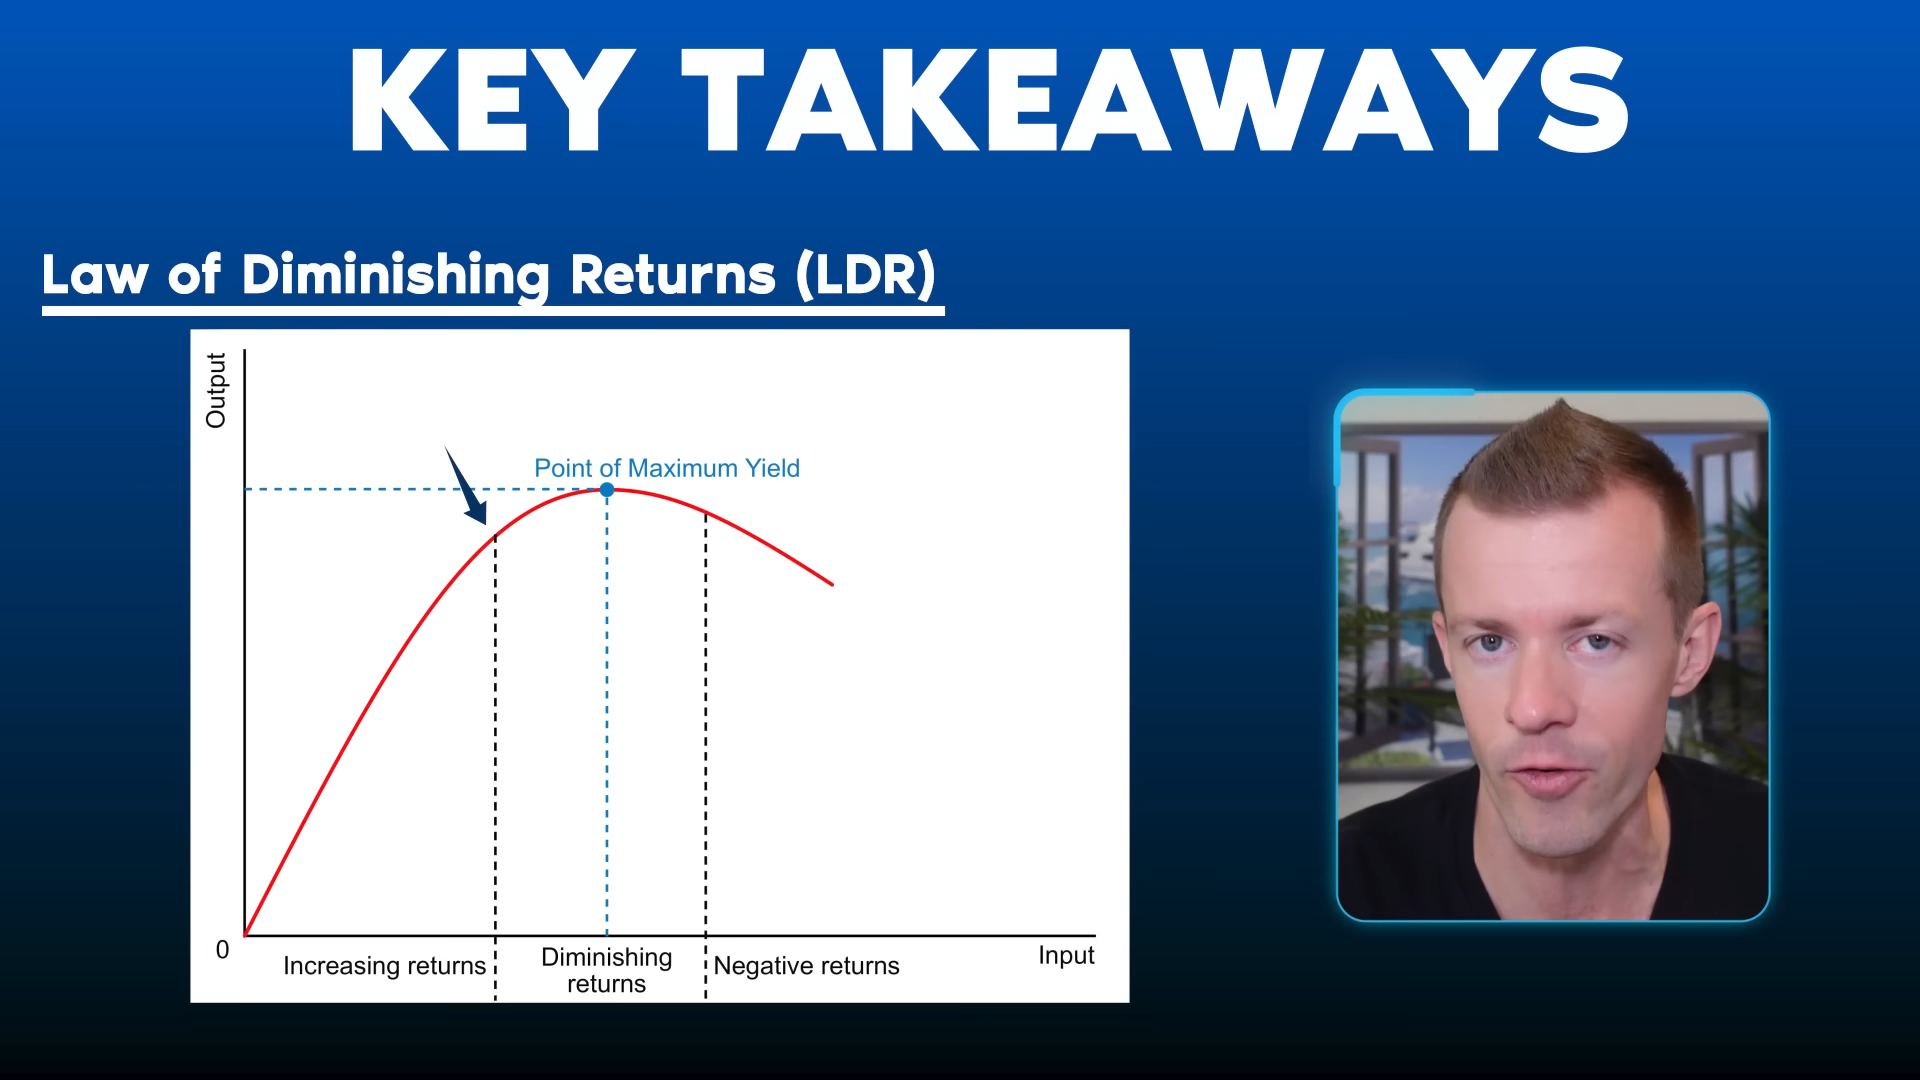 KEY TAKEAWAYS
Law of Diminishing Returns (LDR)
Output
Point of Maximum Yield
0
Increasing returns
Diminishing
returns
Negative returns
Input